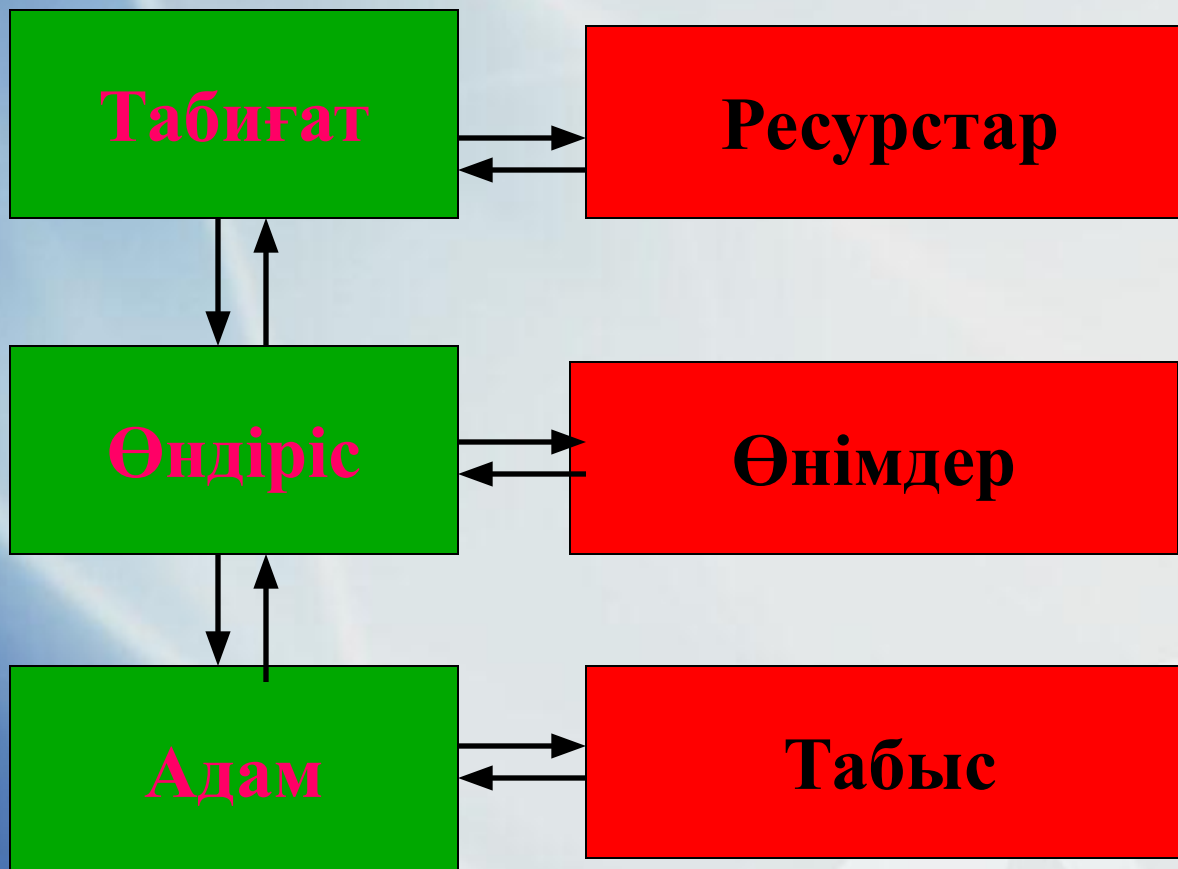 Табиғат
Ресурстар
Өндіріс
Өнімдер
Адам
Табыс